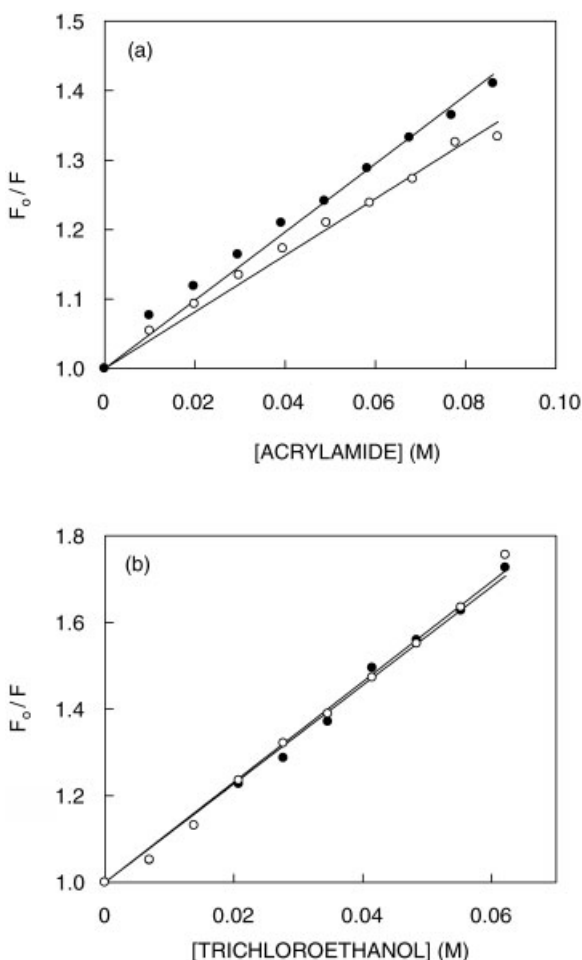 (a)
F₀ / F
1.5
1.4
1.3
1.2
1.1
1.0
0 0.02 0.04 0.06 0.08 0.10
[ACRYLAMIDE] (M)
(b)
F₀ / F
1.8
1.6
1.4
1.2
1.0
0 0.02 0.04 0.06
[TRICHLOROETHANOL] (M)